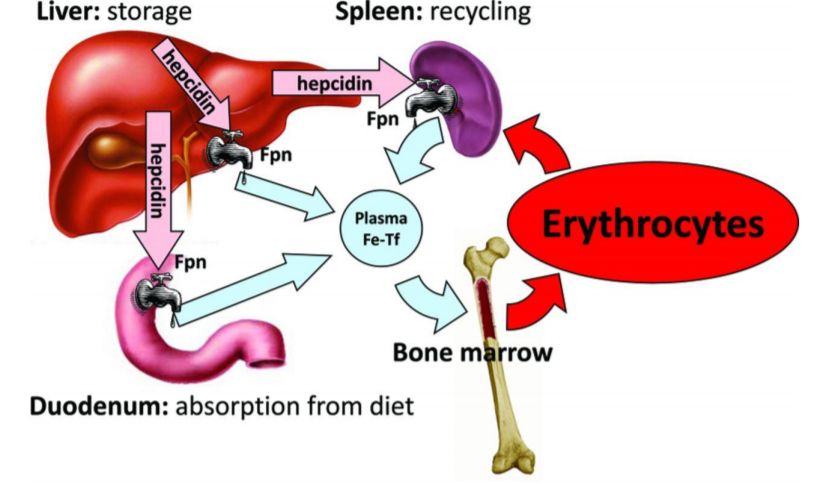 Liver: storage
Spleen: recycling
hepcidin
hepcidin
Fpn
Fpn
hepcidin
Fpn
Plasma
Fe-Tf
Erythrocytes
Bone marrow
Duodenum: absorption from diet